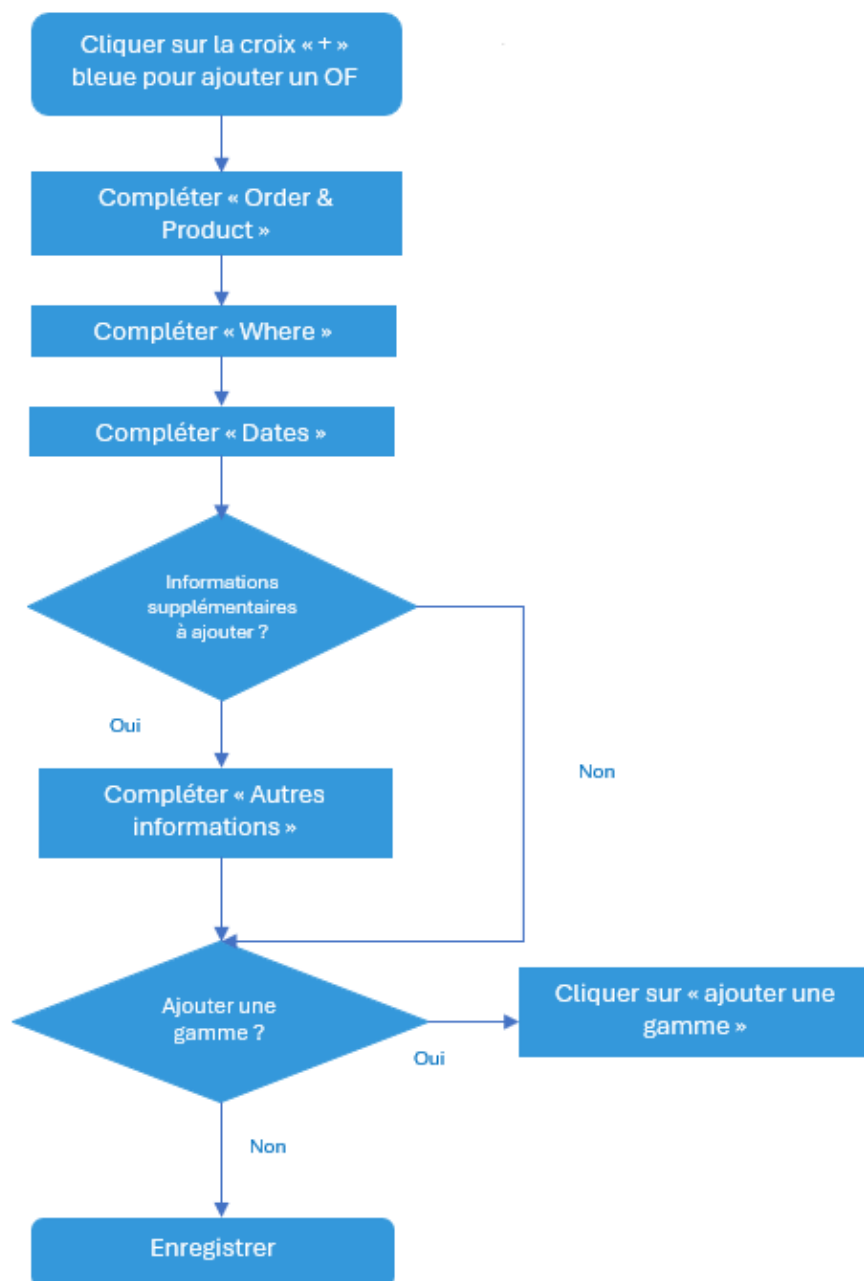 Cliquer sur la croix « + »
bleue pour ajouter un OF
Compléter « Order &
Product »
Compléter « Where »
Compléter « Dates »
Informations
supplémentaires
à ajouter ?
Oui
Non
Compléter « Autres
informations »
Ajouter une
gamme ?
Oui
Cliquer sur « ajouter une
gamme »
Non
Enregistrer